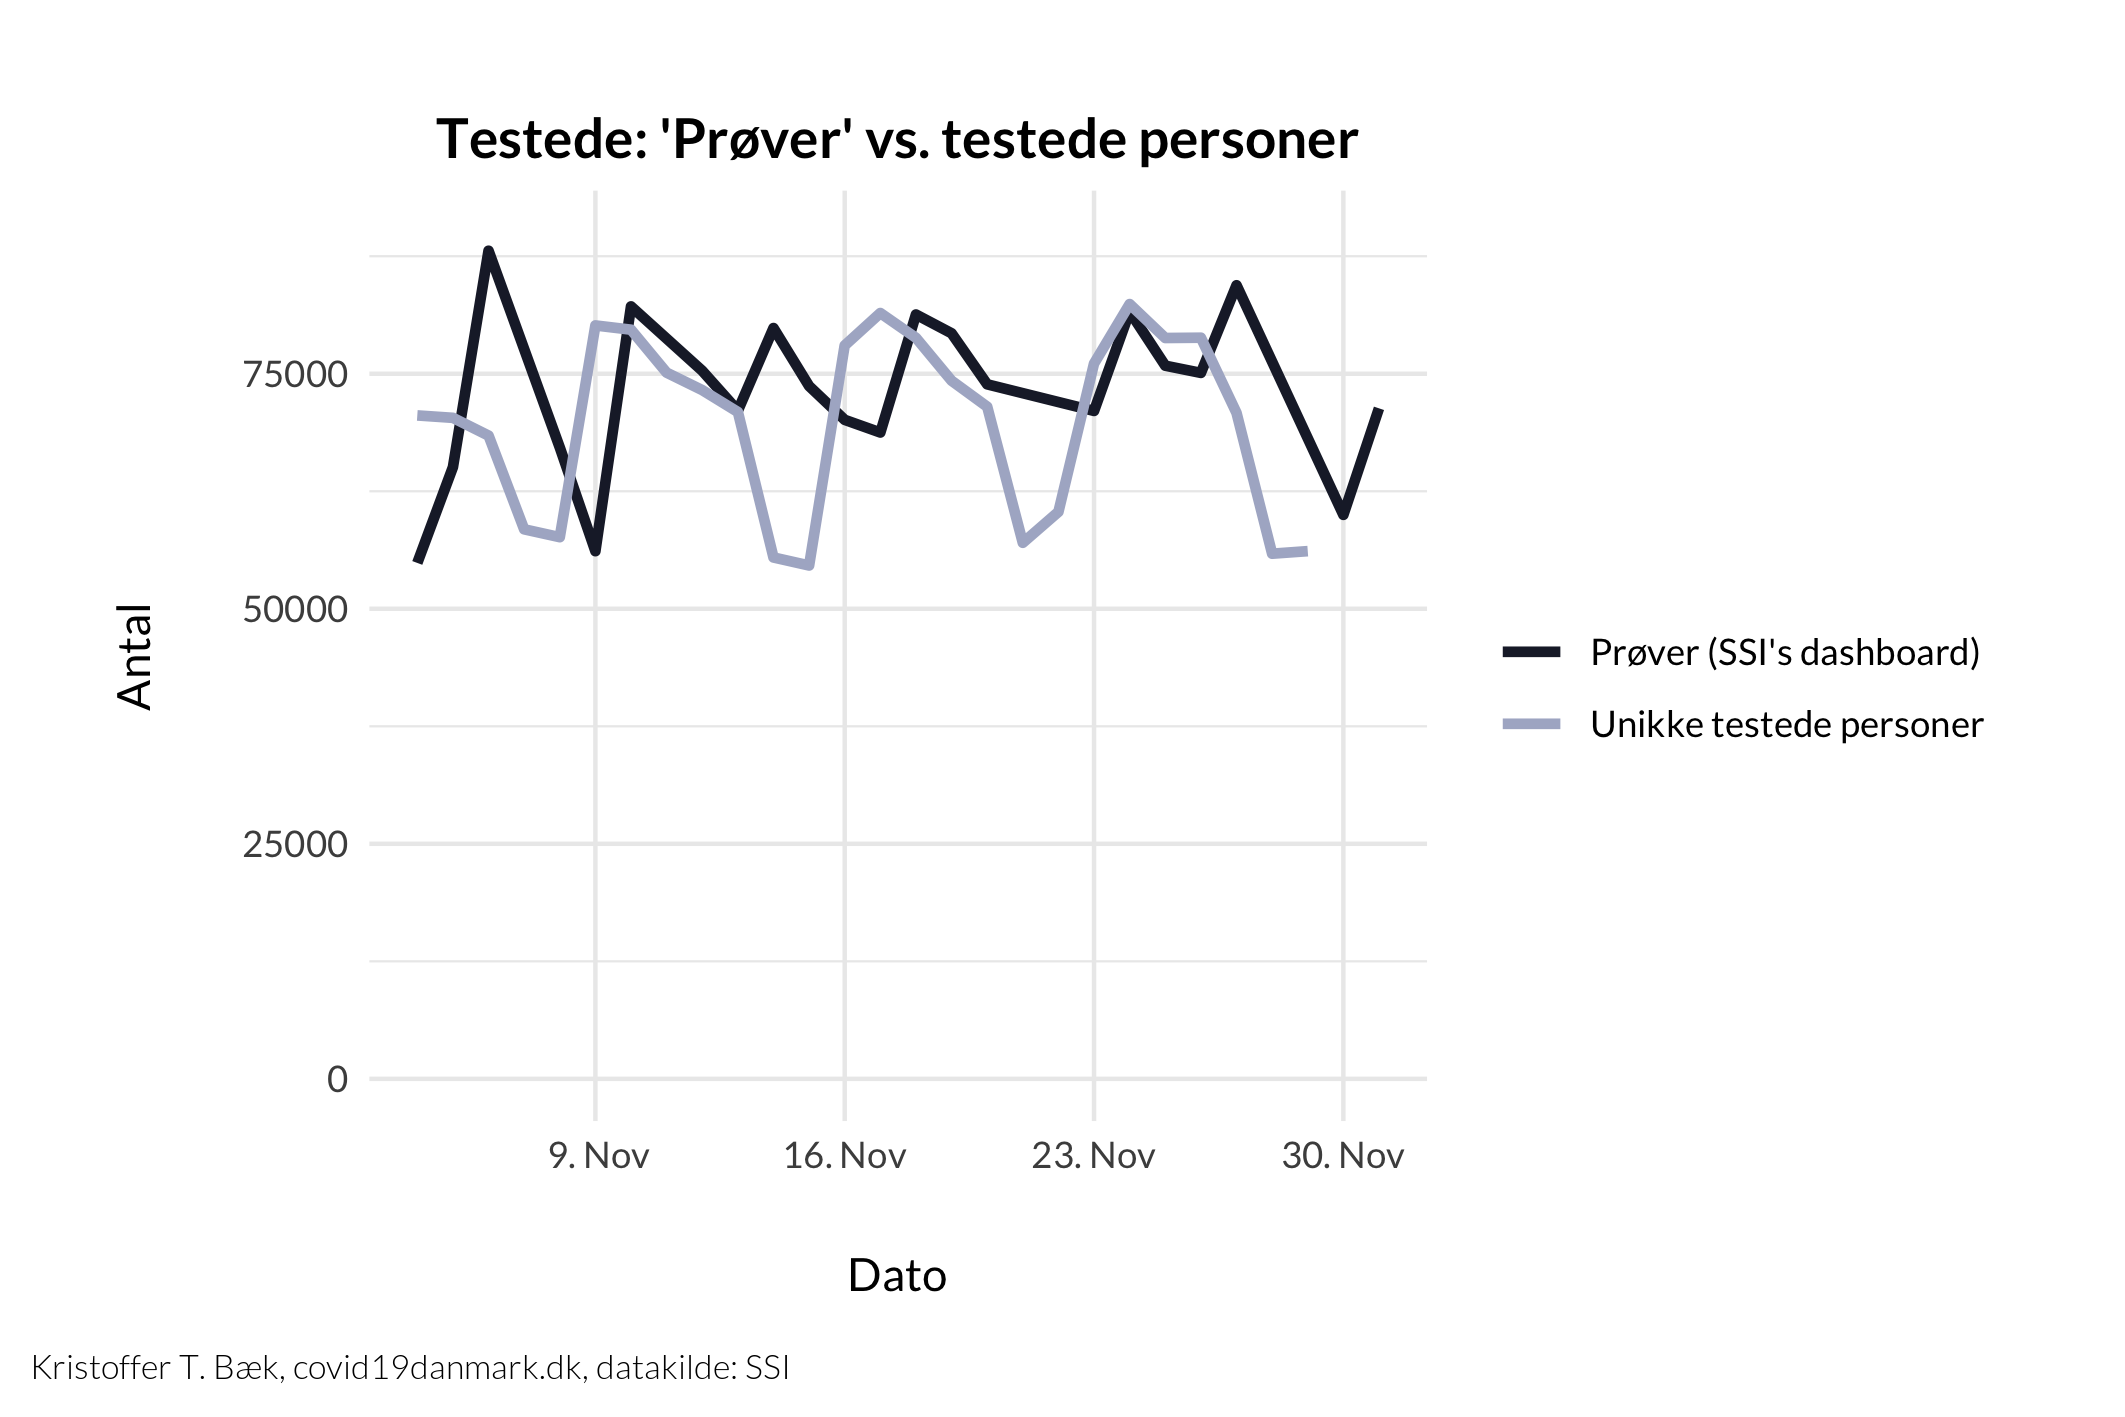 Testede: 'Prøver' vs. testede personer
Antal
75000
50000
25000
0
9. Nov
16. Nov
23. Nov
30. Nov
Dato
Prøver (SSI's dashboard)
Unikke testede personer
Kristoffer T. Bæk, covid19danmark.dk, datakilde: SSI